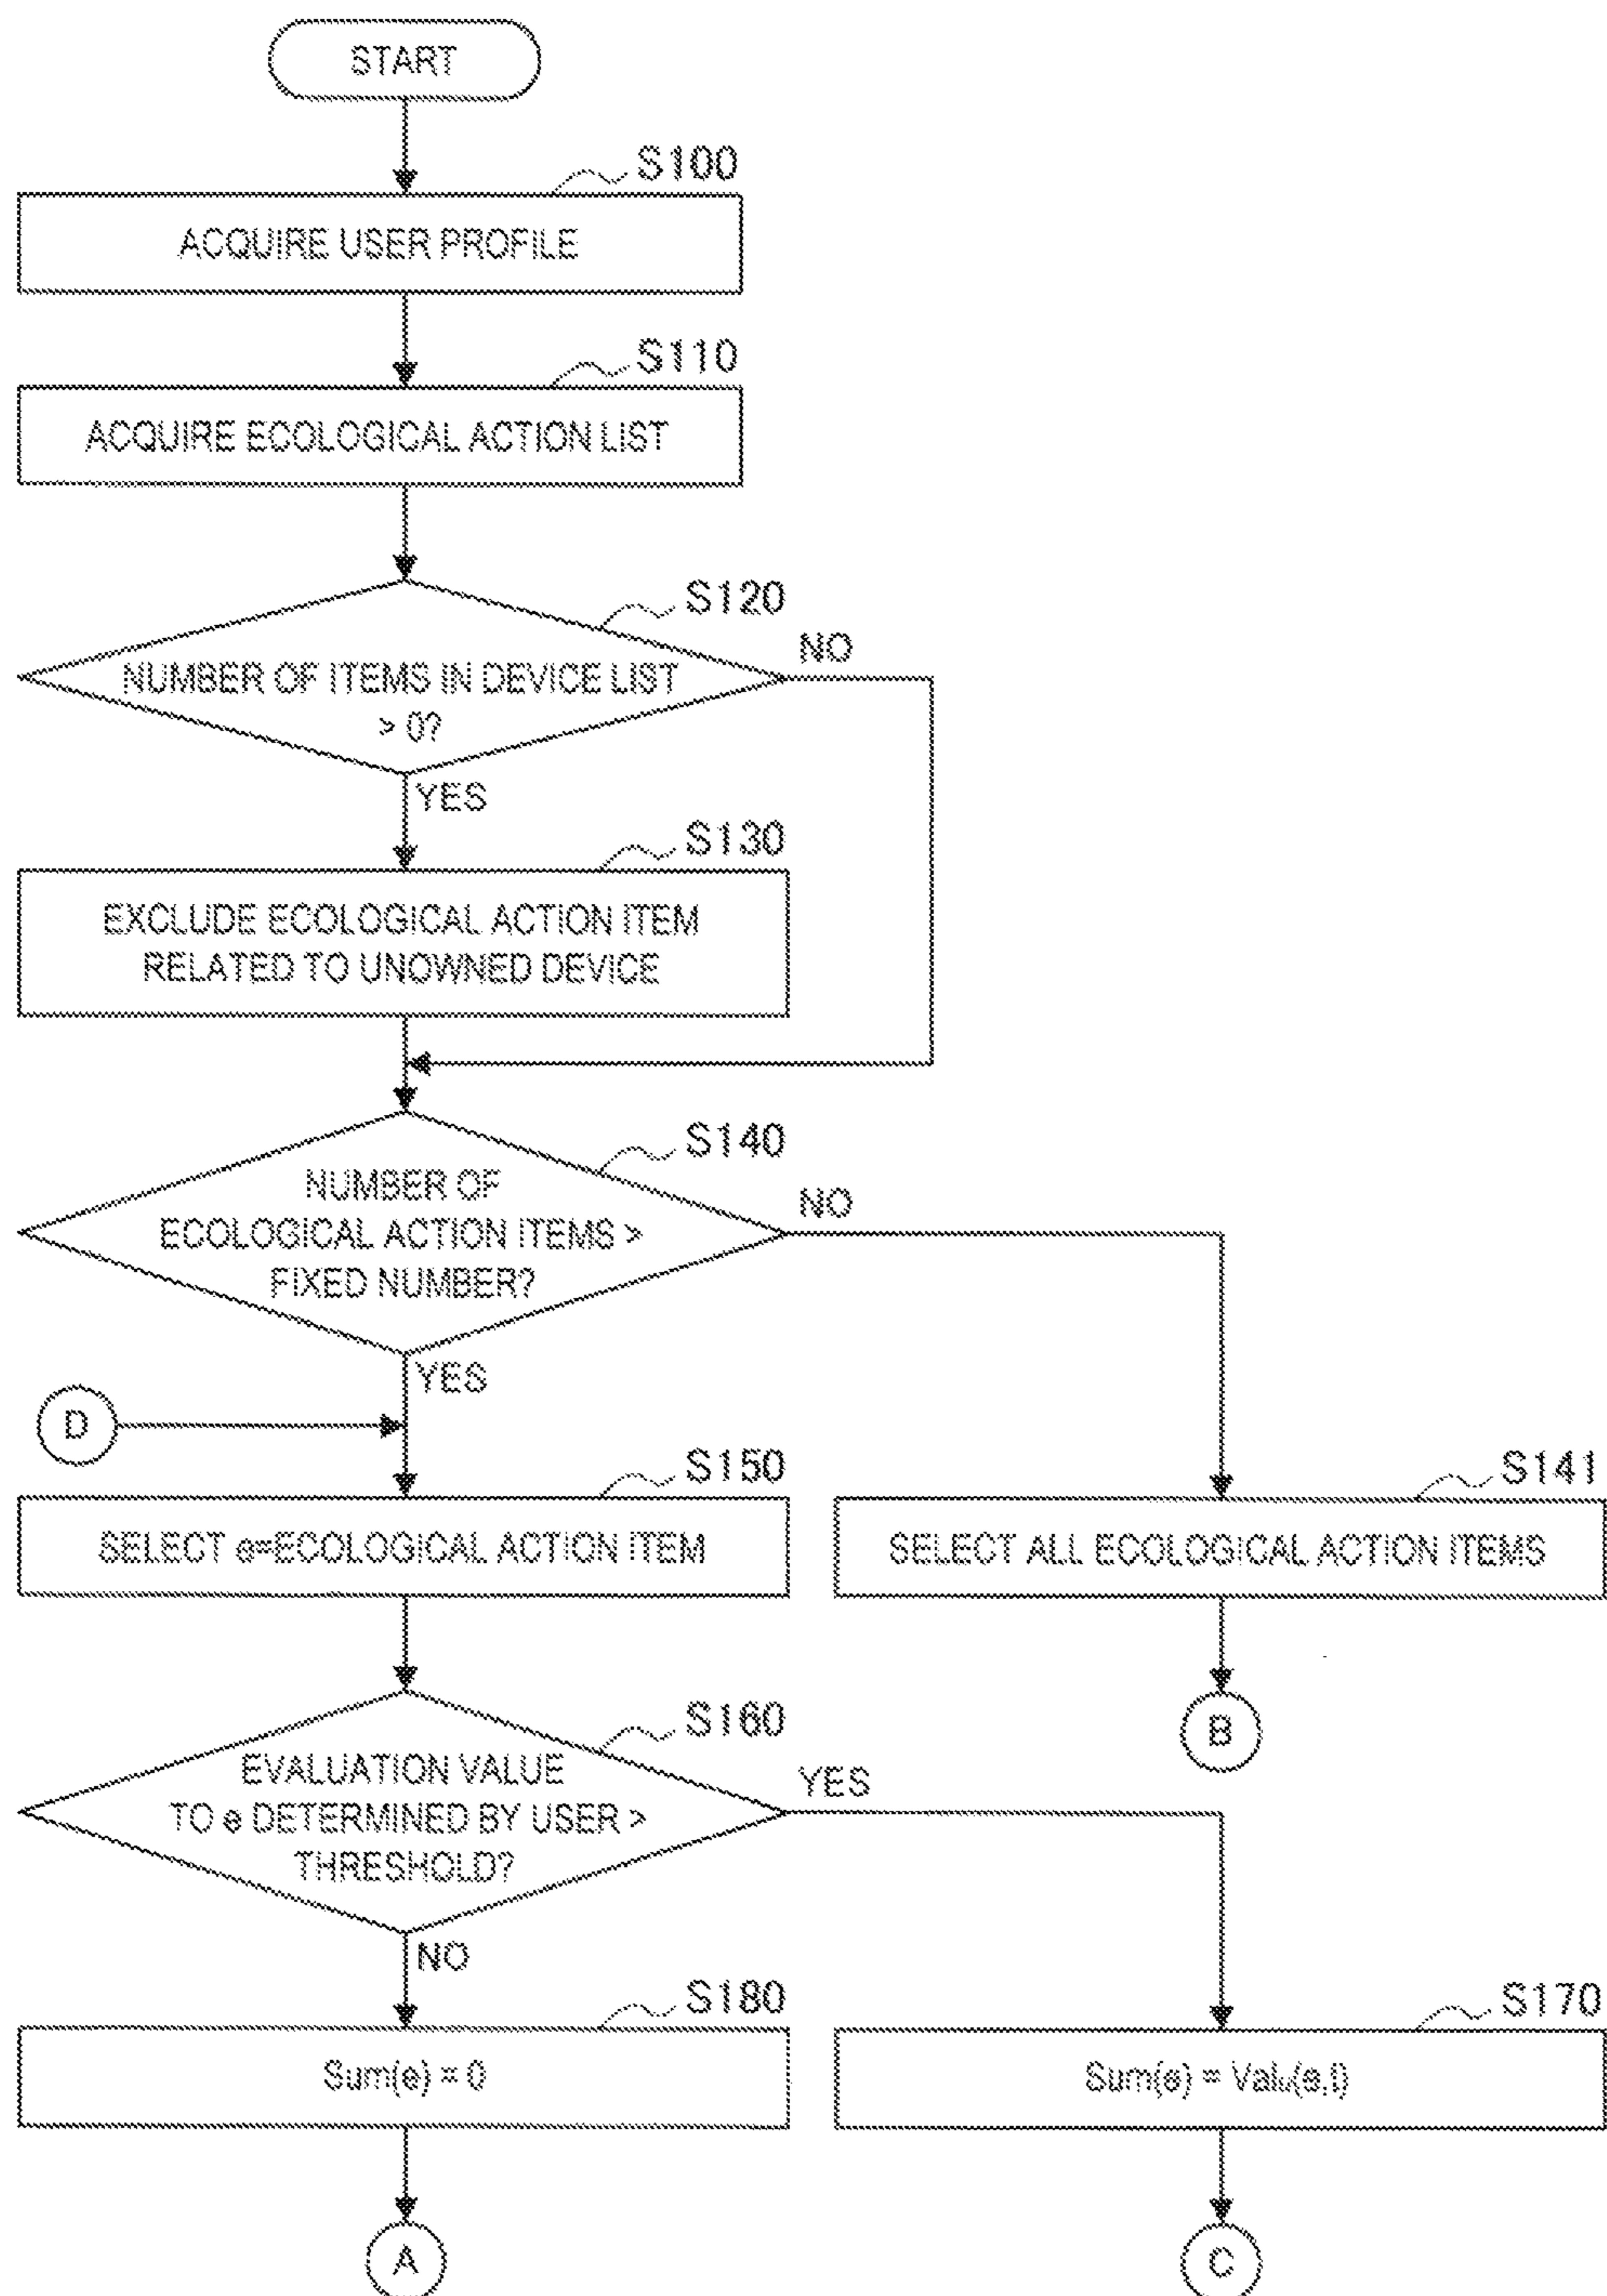 START
S100
ACQUIRE USER PROFILE
S110
ACQUIRE ECOLOGICAL ACTION LIST
S120
NO
NUMBER OF ITEMS IN DEVICE LIST
> 0?
YES
S130
EXCLUDE ECOLOGICAL ACTION ITEM
RELATED TO UNOWNED DEVICE
S140
NO
NUMBER OF
ECOLOGICAL ACTION ITEMS >
FIXED NUMBER?
YES
D
S150
SELECT e=ECOLOGICAL ACTION ITEM
S141
SELECT ALL ECOLOGICAL ACTION ITEMS
B
S160
YES
EVALUATION VALUE
TO e DETERMINED BY USER >
THRESHOLD?
NO
S180
Sum(e) = 0
S170
Sum(e) =
A
C